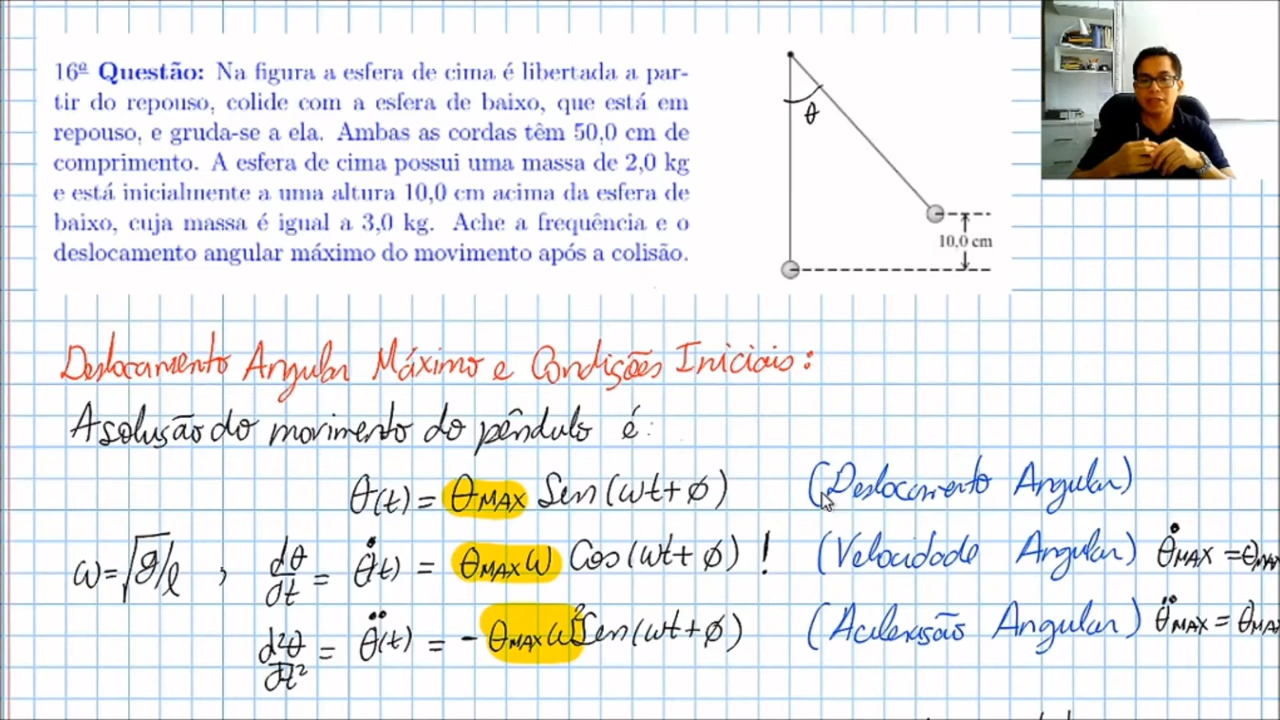 16ª Questão: Na figura a esfera de cima é libertada a par-
tir do repouso, colide com a esfera de baixo, que está em
repouso, e gruda-se a ela. Ambas as cordas têm 50,0 cm de
comprimento. A esfera de cima possui uma massa de 2,0 kg
e está inicialmente a uma altura 10,0 cm acima da esfera de
baixo, cuja massa é igual a 3,0 kg. Ache a frequência e o
deslocamento angular máximo do movimento após a colisão.
θ
10,0 cm
Deslocamento Angular Máximo e Condições Iniciais:
A solução do movimento do pêndulo é:
θ(t) = θMAX Sen(ωt+φ) (Deslocamento Angular)
ω=√g/l ; dθ/dt = θ̇(t) = θMAX ω Cos(ωt+φ) ! (Velocidade Angular) θ̇MAX = θMAX
d²θ/dt² = θ̈(t) = - θMAX ω² Sen(ωt+φ) (Aceleração Angular) θ̈MAX = θMAX